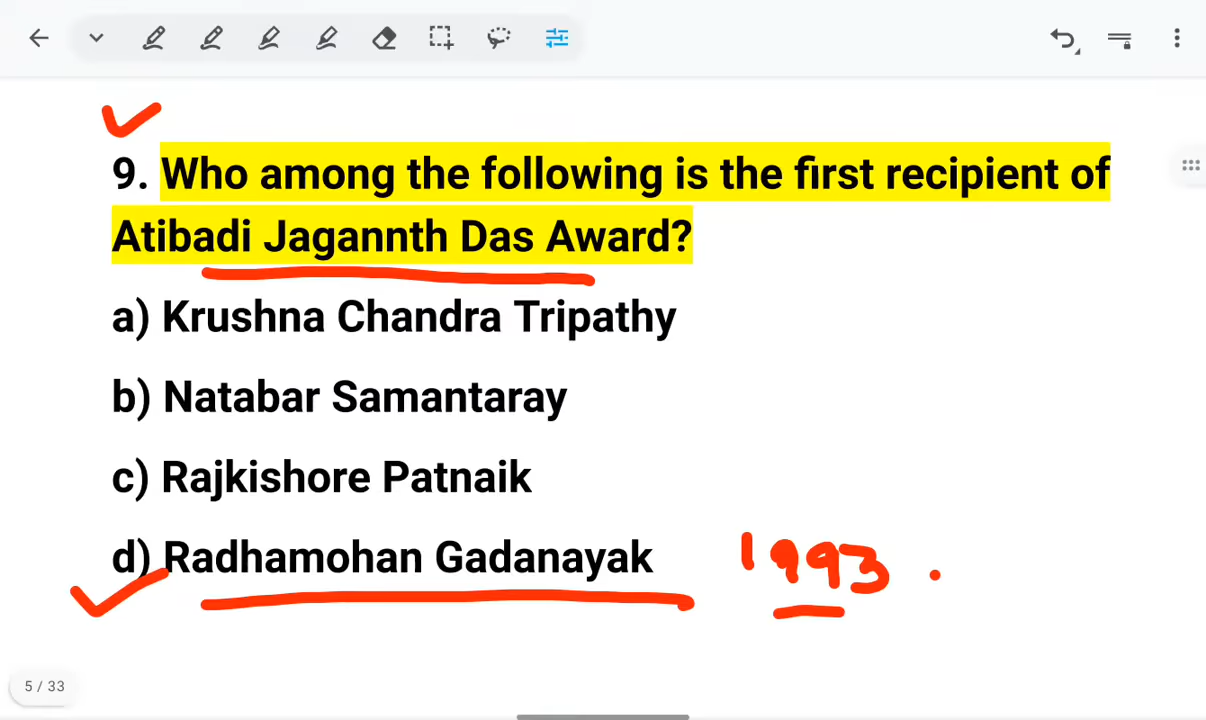 9. Who among the following is the first recipient of
Atibadi Jagannth Das Award?
a) Krushna Chandra Tripathy
b) Natabar Samantaray
c) Rajkishore Patnaik
d) Radhamohan Gadanayak 1993.
5 / 33